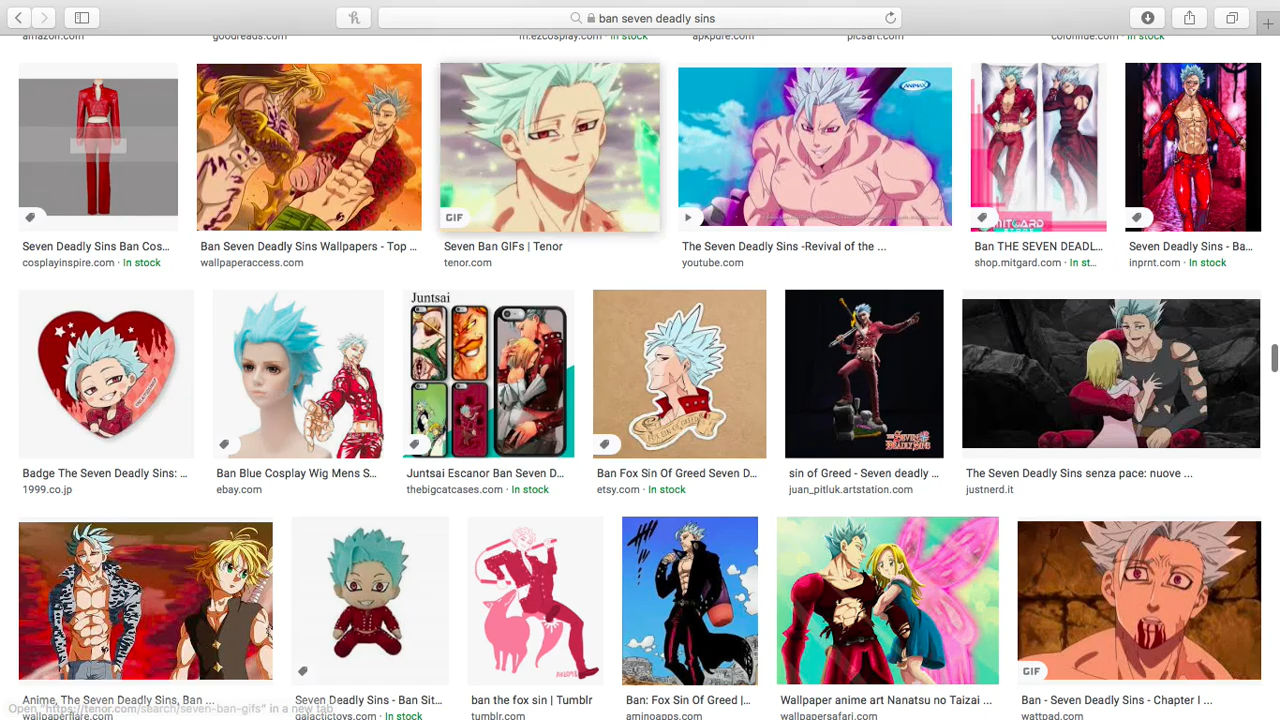 ban seven deadly sins
amazon.com
goodreads.com
m.ezcosplay.com · In stock
apkpure.com
picsart.com
colonflue.com · In stock
GIF
ANIMAX
MITGARD
Seven Deadly Sins Ban Cos...
cosplayinspire.com · In stock
Ban Seven Deadly Sins Wallpapers - Top ...
wallpaperaccess.com
Seven Ban GIFs | Tenor
tenor.com
The Seven Deadly Sins -Revival of the ...
youtube.com
Ban THE SEVEN DEADL...
shop.mitgard.com · In st...
Seven Deadly Sins - Ba...
inprnt.com · In stock
Juntsai
THE SEVEN DEADLY SINS
Badge The Seven Deadly Sins: ...
1999.co.jp
Ban Blue Cosplay Wig Mens S...
ebay.com
Juntsai Escanor Ban Seven D...
thebigcatcases.com · In stock
Ban Fox Sin Of Greed Seven D...
etsy.com · In stock
sin of Greed - Seven deadly ...
juan_pitluk.artstation.com
The Seven Deadly Sins senza pace: nuove ...
justnerd.it
GIF
Anime, The Seven Deadly Sins, Ban ...
wallpaperflare.com
Seven Deadly Sins - Ban Sit...
galactictoys.com · In stock
ban the fox sin | Tumblr
tumblr.com
Ban: Fox Sin Of Greed |...
aminoapps.com
Wallpaper anime art Nanatsu no Taizai ...
wallpapersafari.com
Ban - Seven Deadly Sins - Chapter I ...
wattpad.com
Open "https://tenor.com/search/seven-ban-gifs" in a new tab